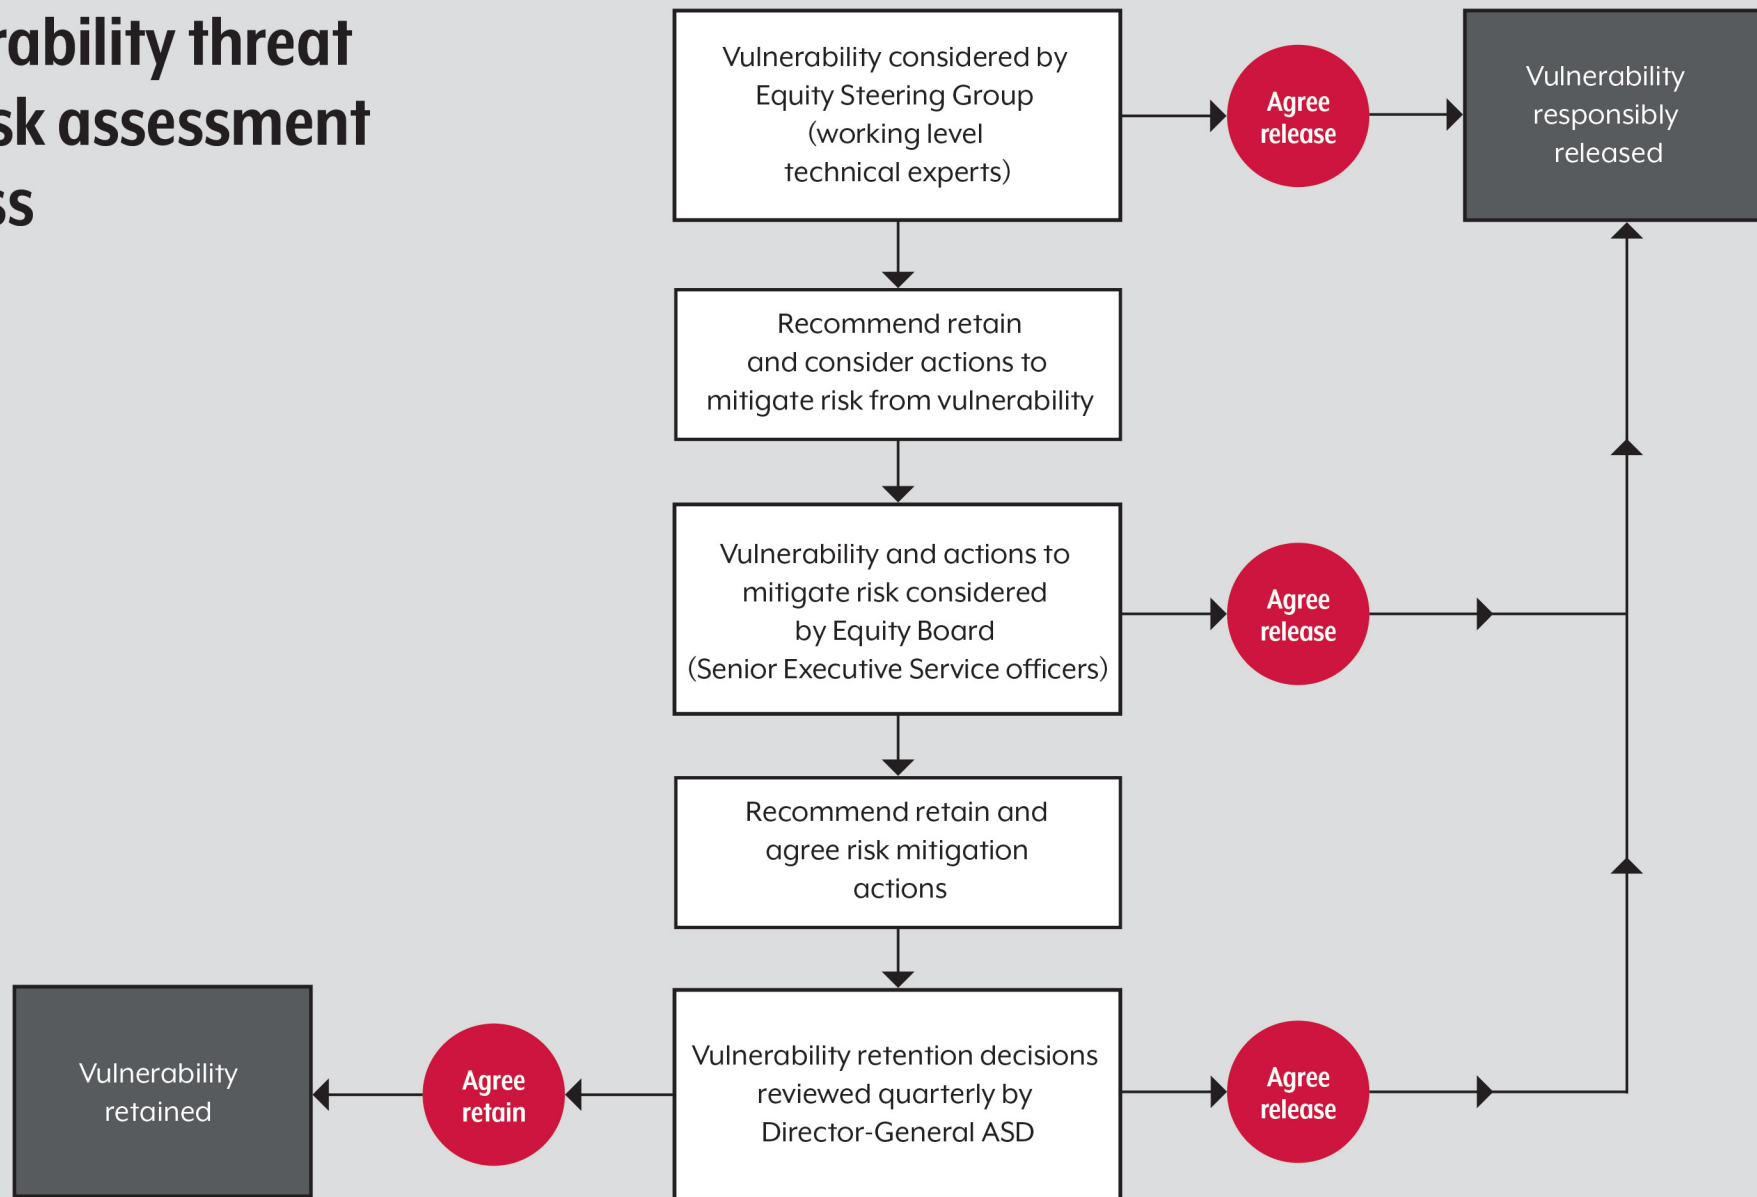 rability threat
sk assessment
ss
Vulnerability considered by
Equity Steering Group
(working level
technical experts)
Agree
release
Vulnerability
responsibly
released
Recommend retain
and consider actions to
mitigate risk from vulnerability
Vulnerability and actions to
mitigate risk considered
by Equity Board
(Senior Executive Service officers)
Agree
release
Recommend retain and
agree risk mitigation
actions
Vulnerability
retained
Agree
retain
Vulnerability retention decisions
reviewed quarterly by
Director-General ASD
Agree
release